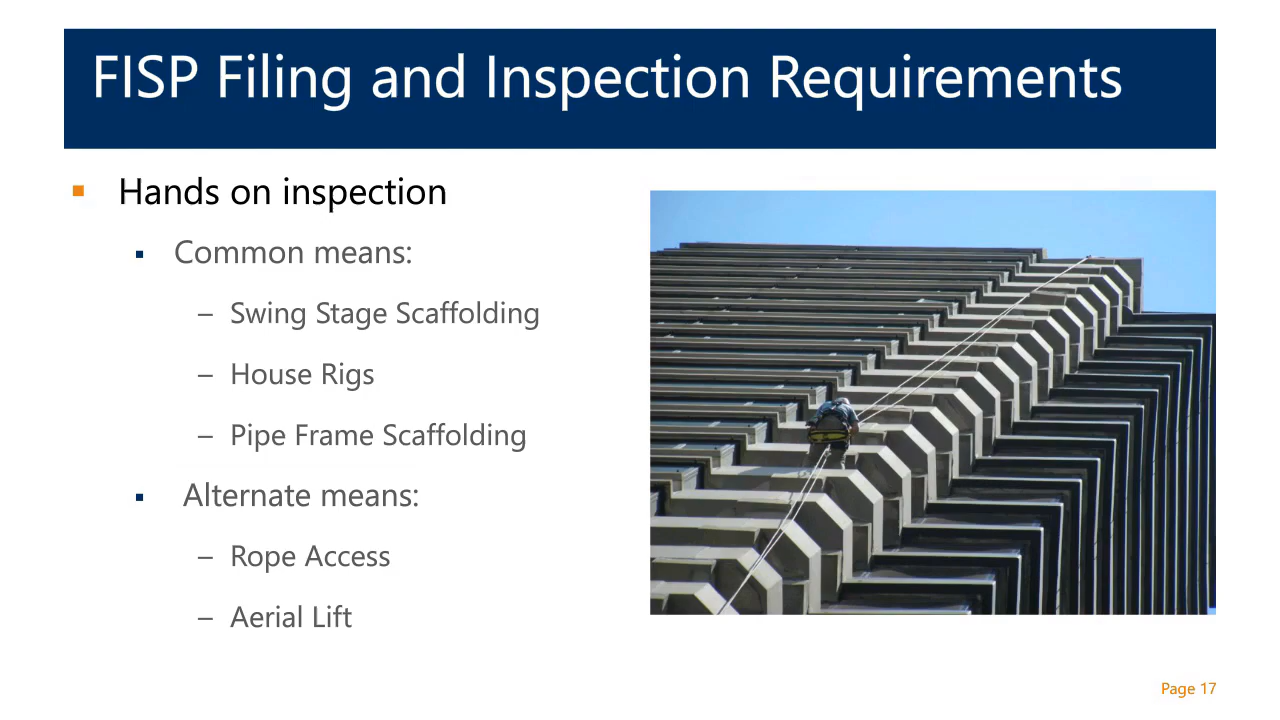 FISP Filing and Inspection Requirements
▪ Hands on inspection
▪ Common means:
– Swing Stage Scaffolding
– House Rigs
– Pipe Frame Scaffolding
▪ Alternate means:
– Rope Access
– Aerial Lift
Page 17